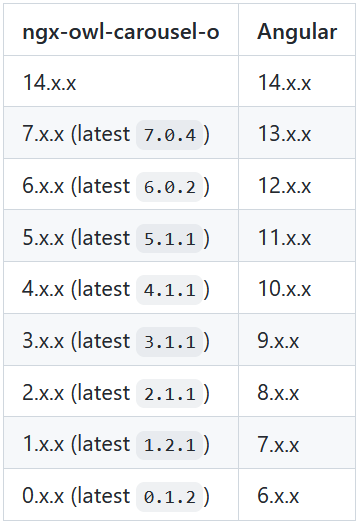 ngx-owl-carousel-o Angular
14.x.x 14.x.x
7.x.x (latest 7.0.4) 13.x.x
6.x.x (latest 6.0.2) 12.x.x
5.x.x (latest 5.1.1) 11.x.x
4.x.x (latest 4.1.1) 10.x.x
3.x.x (latest 3.1.1) 9.x.x
2.x.x (latest 2.1.1) 8.x.x
1.x.x (latest 1.2.1) 7.x.x
0.x.x (latest 0.1.2) 6.x.x